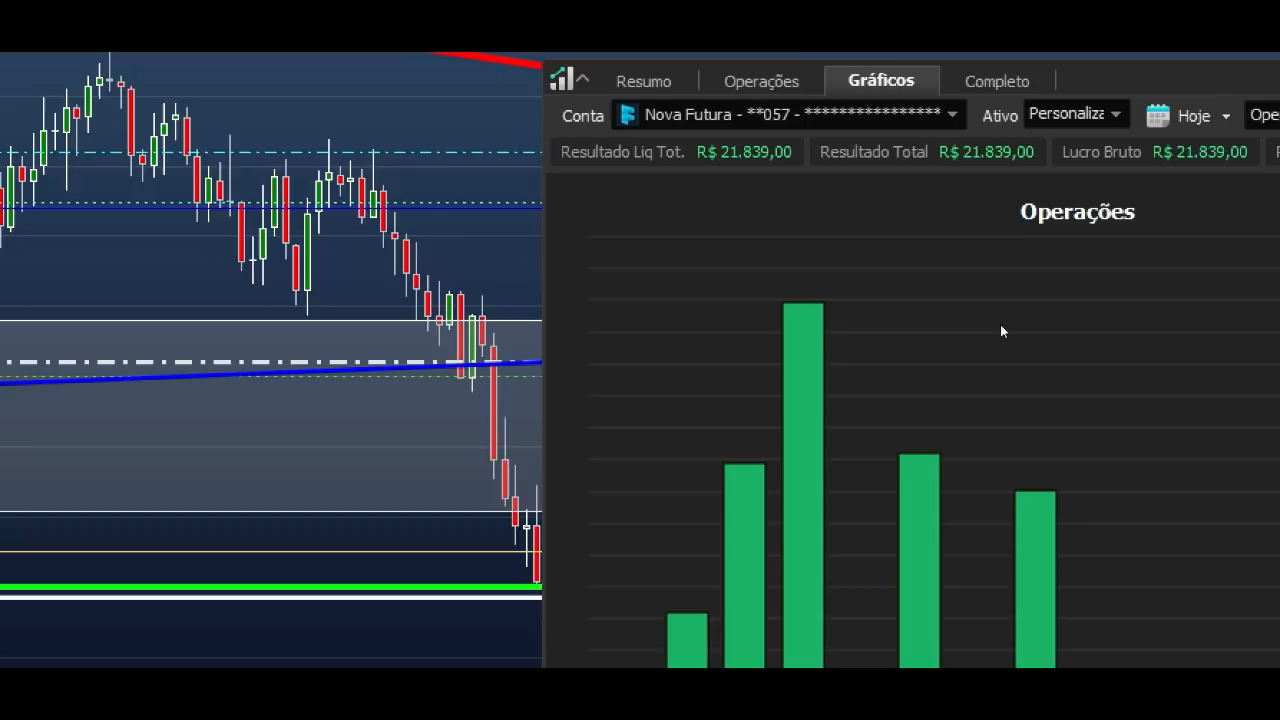 Resumo Operações Gráficos Completo
Conta Nova Futura - **057 - **************** Ativo Personaliza Hoje Ope
Resultado Liq Tot. R$ 21.839,00 Resultado Total R$ 21.839,00 Lucro Bruto R$ 21.839,00
Operações